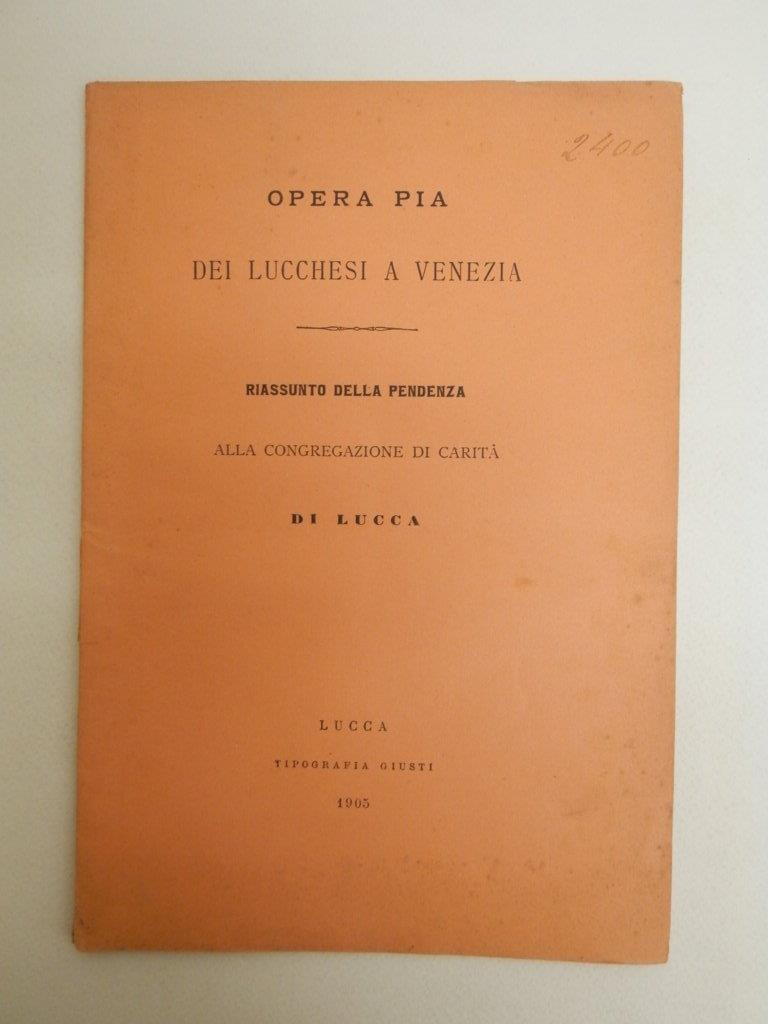 2400
OPERA PIA
DEI LUCCHESI A VENEZIA
RIASSUNTO DELLA PENDENZA
ALLA CONGREGAZIONE DI CARITÀ
DI LUCCA
LUCCA
TIPOGRAFIA GIUSTI
1905